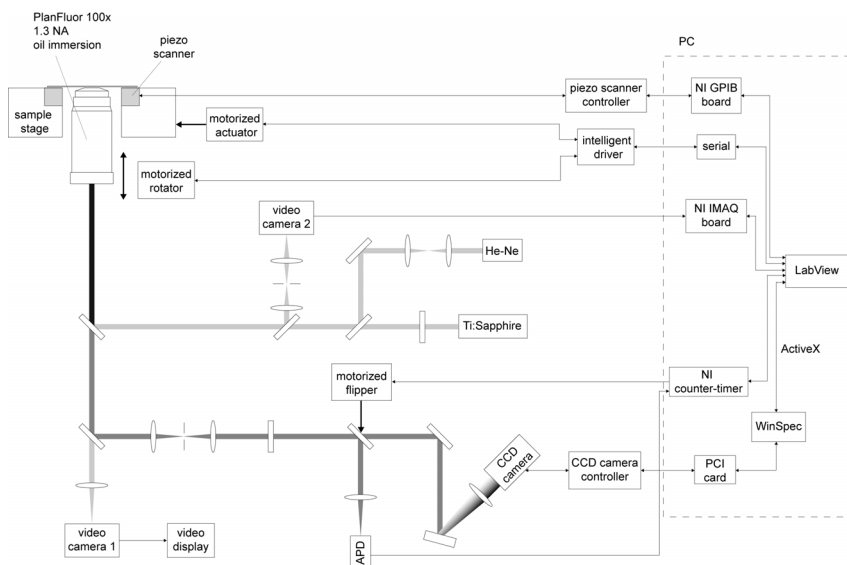 PlanFluor 100x
1.3 NA
oil immersion
piezo
scanner
PC
sample
stage
motorized
actuator
piezo scanner
controller
NI GPIB
board
intelligent
driver
serial
motorized
rotator
video
camera 2
NI IMAQ
board
He-Ne
LabView
Ti:Sapphire
ActiveX
motorized
flipper
NI
counter-timer
WinSpec
CCD
camera
CCD camera
controller
PCI
card
video
camera 1
video
display
APD